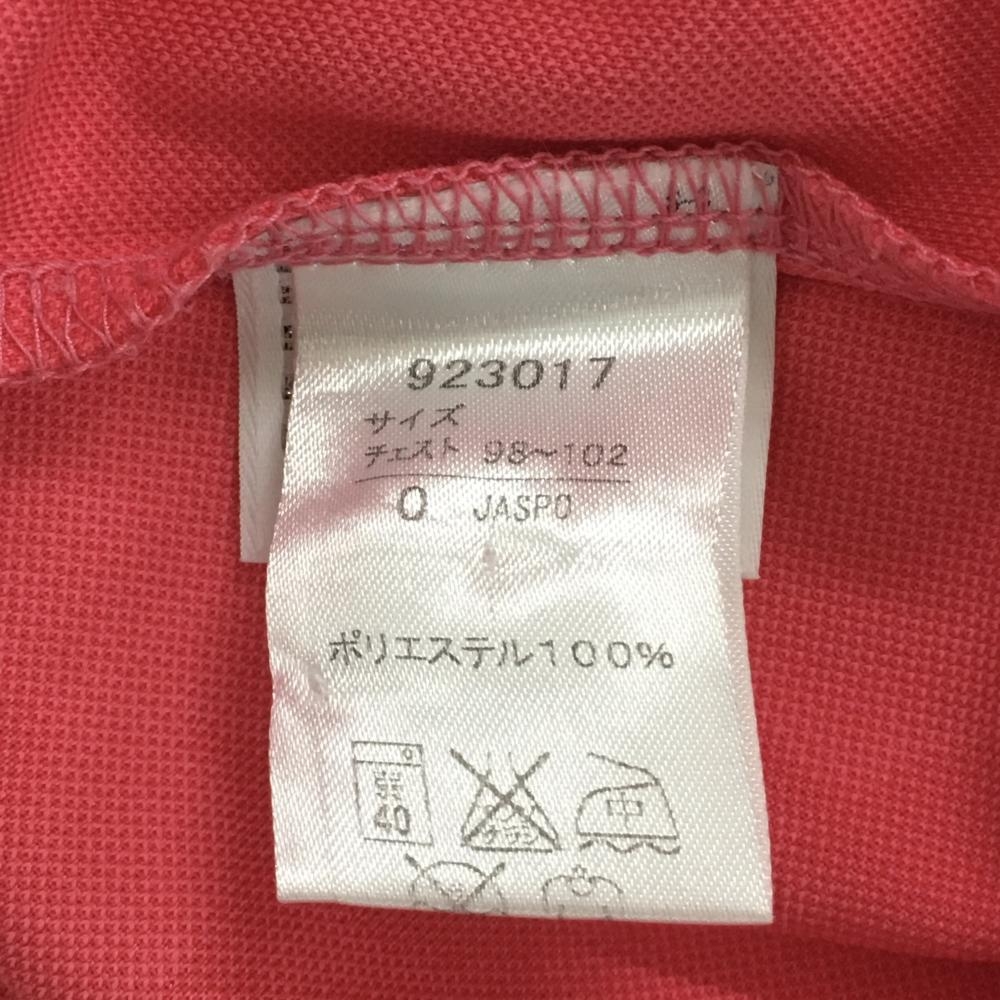 923017
サイズ
チェスト 98～102
O JASPO
ポリエステル100%
40
中